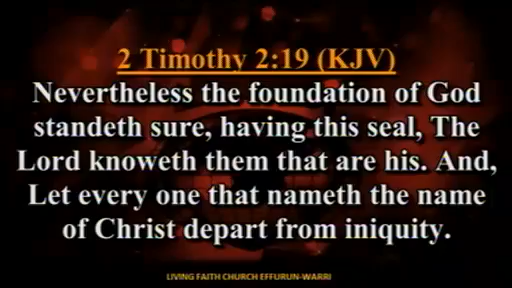 2 Timothy 2:19 (KJV)
Nevertheless the foundation of God
standeth sure, having this seal, The
Lord knoweth them that are his. And,
Let every one that nameth the name
of Christ depart from iniquity.
LIVING FAITH CHURCH EFFURUN-WARRI